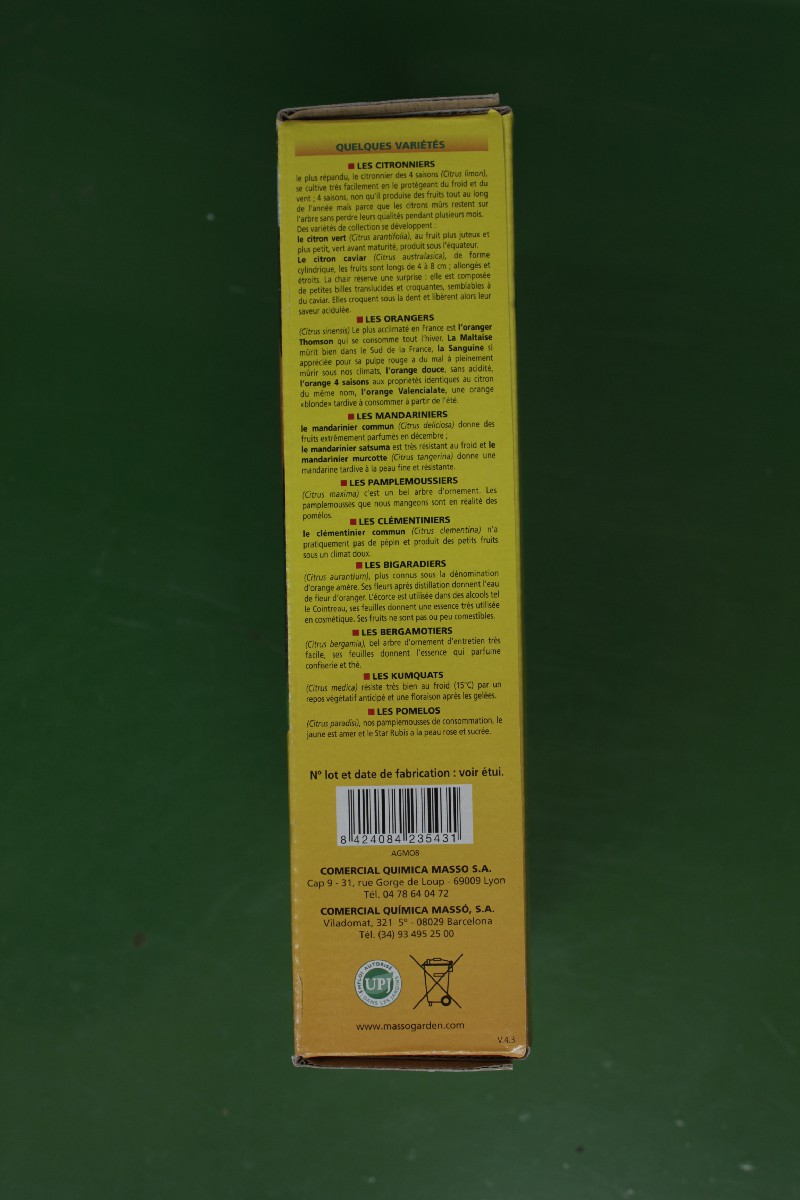 QUELQUES VARIÉTÉS
■ LES CITRONNIERS
le plus répandu, le citronnier des 4 saisons (Citrus limon),
se cultive très facilement en le protégeant du froid et du
vent ; 4 saisons, non qu'il produise des fruits tout au long
de l'année mais parce que les citrons mûrs restent sur
l'arbre sans perdre leurs qualités pendant plusieurs mois.
Des variétés de collection se développent :
le citron vert (Citrus arantifolia), au fruit plus juteux et
plus petit, vert avant maturité, produit sous l'équateur.
Le citron caviar (Citrus australasica), de forme
cylindrique, les fruits sont longs de 4 à 8 cm ; allongés et
étroits. La chair réserve une surprise : elle est composée
de petites billes translucides et croquantes, semblables à
du caviar. Elles croquent sous la dent et libèrent alors leur
saveur acidulée.
■ LES ORANGERS
(Citrus sinensis) Le plus acclimaté en France est l'oranger
Thomson qui se consomme tout l'hiver. La Maltaise
mûrit bien dans le Sud de la France, la Sanguine si
appréciée pour sa pulpe rouge a du mal à pleinement
mûrir sous nos climats, l'orange douce, sans acidité,
l'orange 4 saisons aux propriétés identiques au citron
du même nom, l'orange Valencialate, une orange
«blonde» tardive à consommer à partir de l'été.
■ LES MANDARINIERS
le mandarinier commun (Citrus deliciosa) donne des
fruits extrêmement parfumés en décembre ;
le mandarinier satsuma est très résistant au froid et le
mandarinier murcotte (Citrus tangerina) donne une
mandarine tardive à la peau fine et résistante.
■ LES PAMPLEMOUSSIERS
(Citrus maxima) c'est un bel arbre d'ornement. Les
pamplemousses que nous mangeons sont en réalité des
pomélos.
■ LES CLÉMENTINIERS
le clémentinier commun (Citrus clementina) n'a
pratiquement pas de pépin et produit des petits fruits
sous un climat doux.
■ LES BIGARADIERS
(Citrus aurantium), plus connus sous la dénomination
d'orange amère. Ses fleurs après distillation donnent l'eau
de fleur d'oranger. L'écorce est utilisée dans des alcools tel
le Cointreau, ses feuilles donnent une essence très utilisée
en cosmétique. Ses fruits ne sont pas ou peu comestibles.
■ LES BERGAMOTIERS
(Citrus bergamia), bel arbre d'ornement d'entretien très
facile, ses feuilles donnent l'essence qui parfume
confiserie et thé.
■ LES KUMQUATS
(Citrus medica) résiste très bien au froid (15°C) par un
repos végétatif anticipé et une floraison après les gelées.
■ LES POMELOS
(Citrus paradisi), nos pamplemousses de consommation, le
jaune est amer et le Star Rubis a la peau rose et sucrée.
N° lot et date de fabrication : voir étui.
8 424084 235431
AGMO8
COMERCIAL QUIMICA MASSO S.A.
Cap 9 - 31, rue Gorge de Loup - 69009 Lyon
Tél. 04 78 64 04 72
COMERCIAL QUÍMICA MASSÓ, S.A.
Viladomat, 321 5° - 08029 Barcelona
Tél. (34) 93 495 25 00
EMPLOI AUTORISÉ
UPJ
DANS LES JARDINS
www.massogarden.com
V.4.3